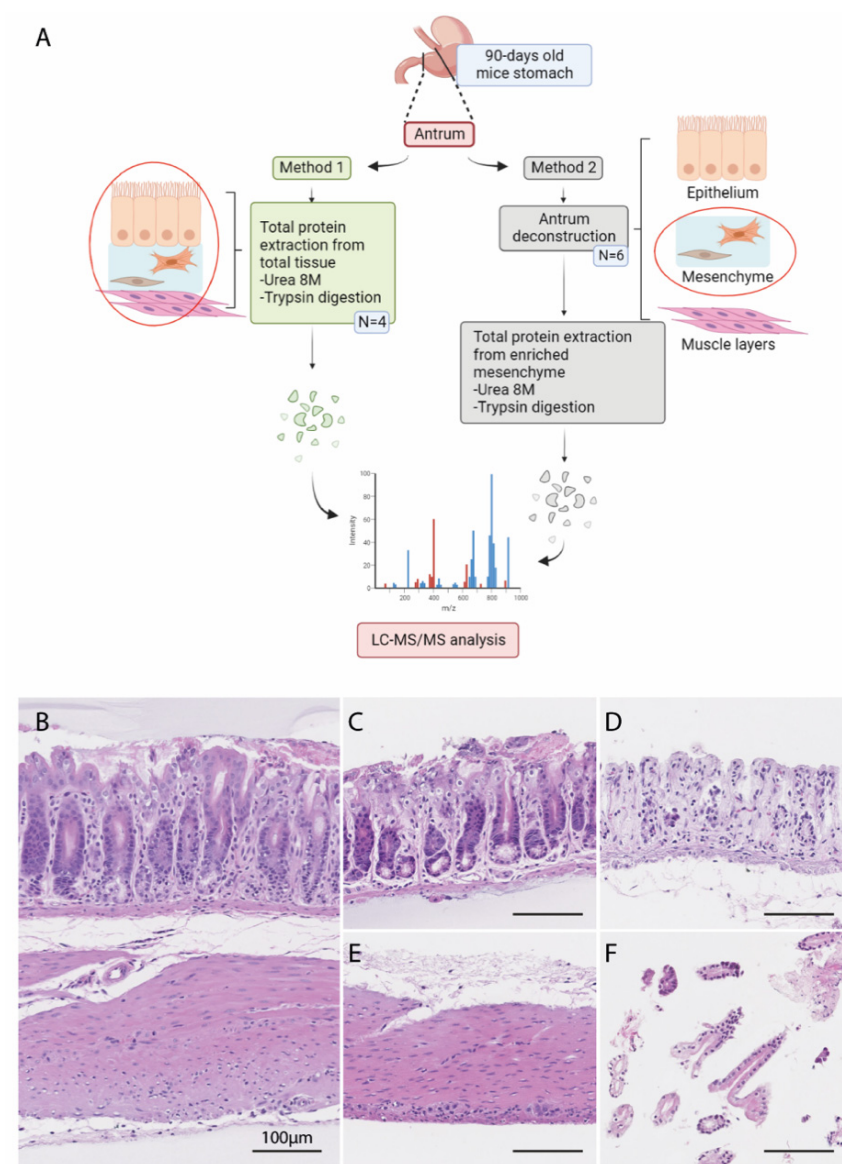 A
90-days old
mice stomach
Antrum
Method 1
Method 2
Total protein
extraction from
total tissue
-Urea 8M
-Trypsin digestion
N=4
Antrum
deconstruction
N=6
Epithelium
Mesenchyme
Muscle layers
Total protein extraction
from enriched
mesenchyme
-Urea 8M
-Trypsin digestion
Intensity
100
80
60
40
20
0
200
400
600
800
1000
m/z
LC-MS/MS analysis
B
C
D
E
F
100µm